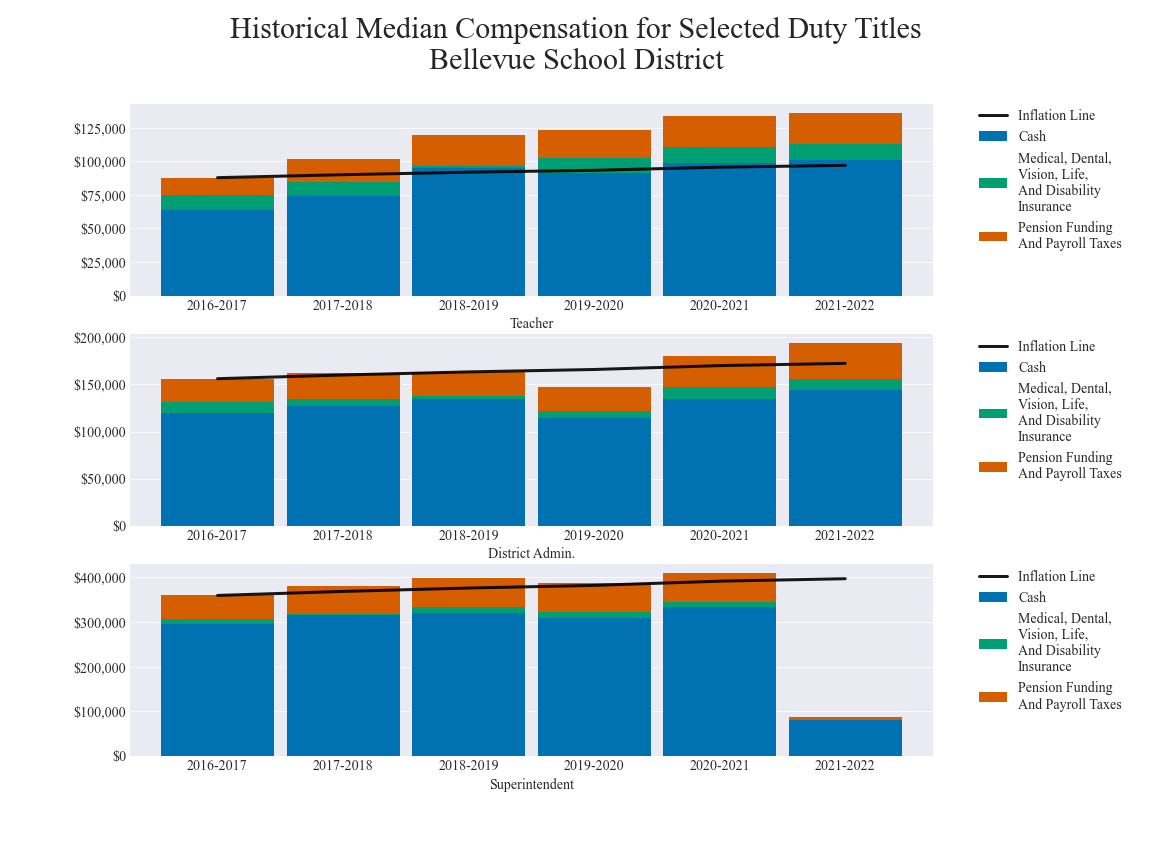 Historical Median Compensation for Selected Duty Titles
Bellevue School District
$125,000
$100,000
$75,000
$50,000
$25,000
$0
2016-2017 2017-2018 2018-2019 2019-2020 2020-2021 2021-2022
Teacher
Inflation Line
Cash
Medical, Dental,
Vision, Life,
And Disability
Insurance
Pension Funding
And Payroll Taxes
$200,000
$150,000
$100,000
$50,000
$0
2016-2017 2017-2018 2018-2019 2019-2020 2020-2021 2021-2022
District Admin.
Inflation Line
Cash
Medical, Dental,
Vision, Life,
And Disability
Insurance
Pension Funding
And Payroll Taxes
$400,000
$300,000
$200,000
$100,000
$0
2016-2017 2017-2018 2018-2019 2019-2020 2020-2021 2021-2022
Superintendent
Inflation Line
Cash
Medical, Dental,
Vision, Life,
And Disability
Insurance
Pension Funding
And Payroll Taxes